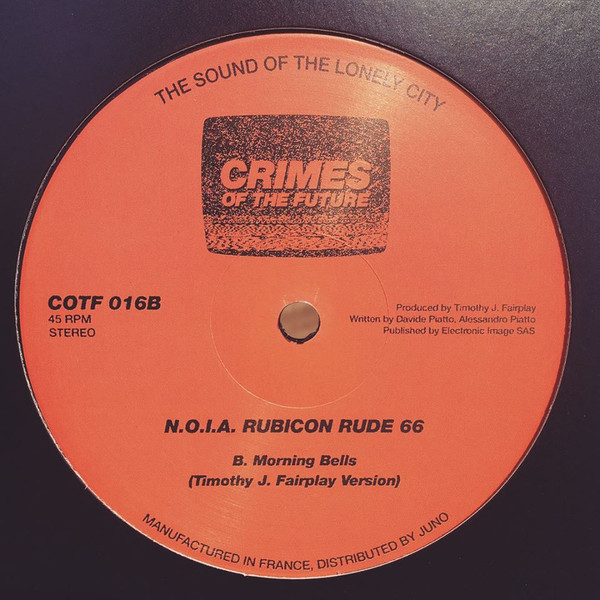 THE SOUND OF THE LONELY CITY
CRIMES
OF THE FUTURE
COTF 016B
45 RPM
STEREO
Produced by Timothy J. Fairplay
Written by Davide Piatto, Alessandro Piatto
Published by Electronic Image SAS
N.O.I.A. RUBICON RUDE 66
B. Morning Bells
(Timothy J. Fairplay Version)
MANUFACTURED IN FRANCE, DISTRIBUTED BY JUNO